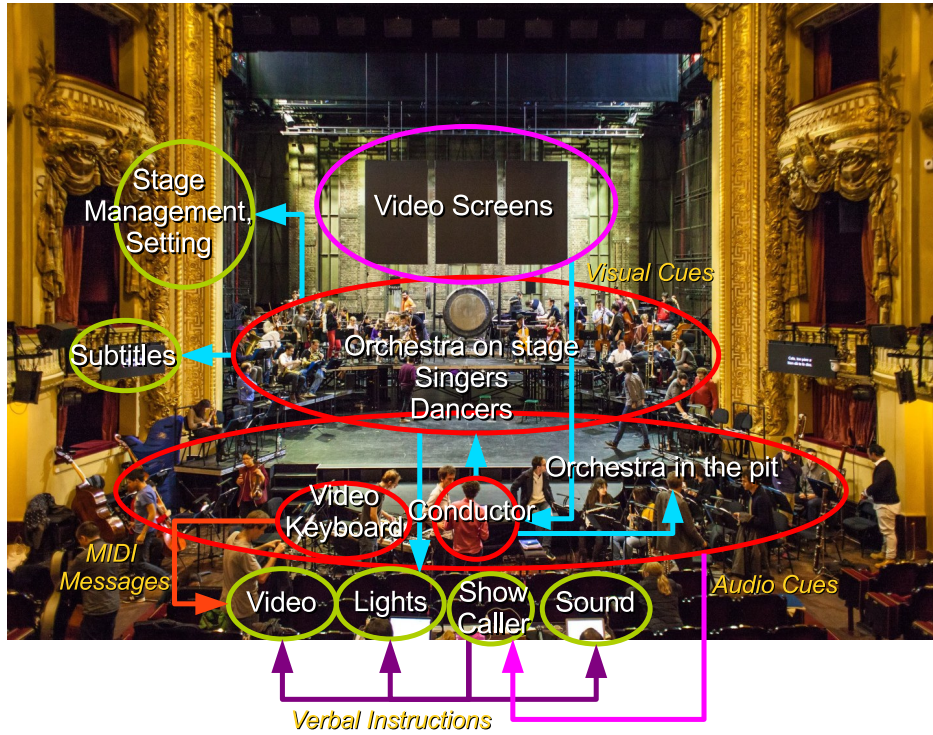 Stage
Management,
Setting
Video Screens
Visual Cues
Subtitles
Orchestra on stage
Singers
Dancers
Orchestra in the pit
Video
Keyboard
Conductor
MIDI
Messages
Audio Cues
Video
Lights
Show
Caller
Sound
Verbal Instructions